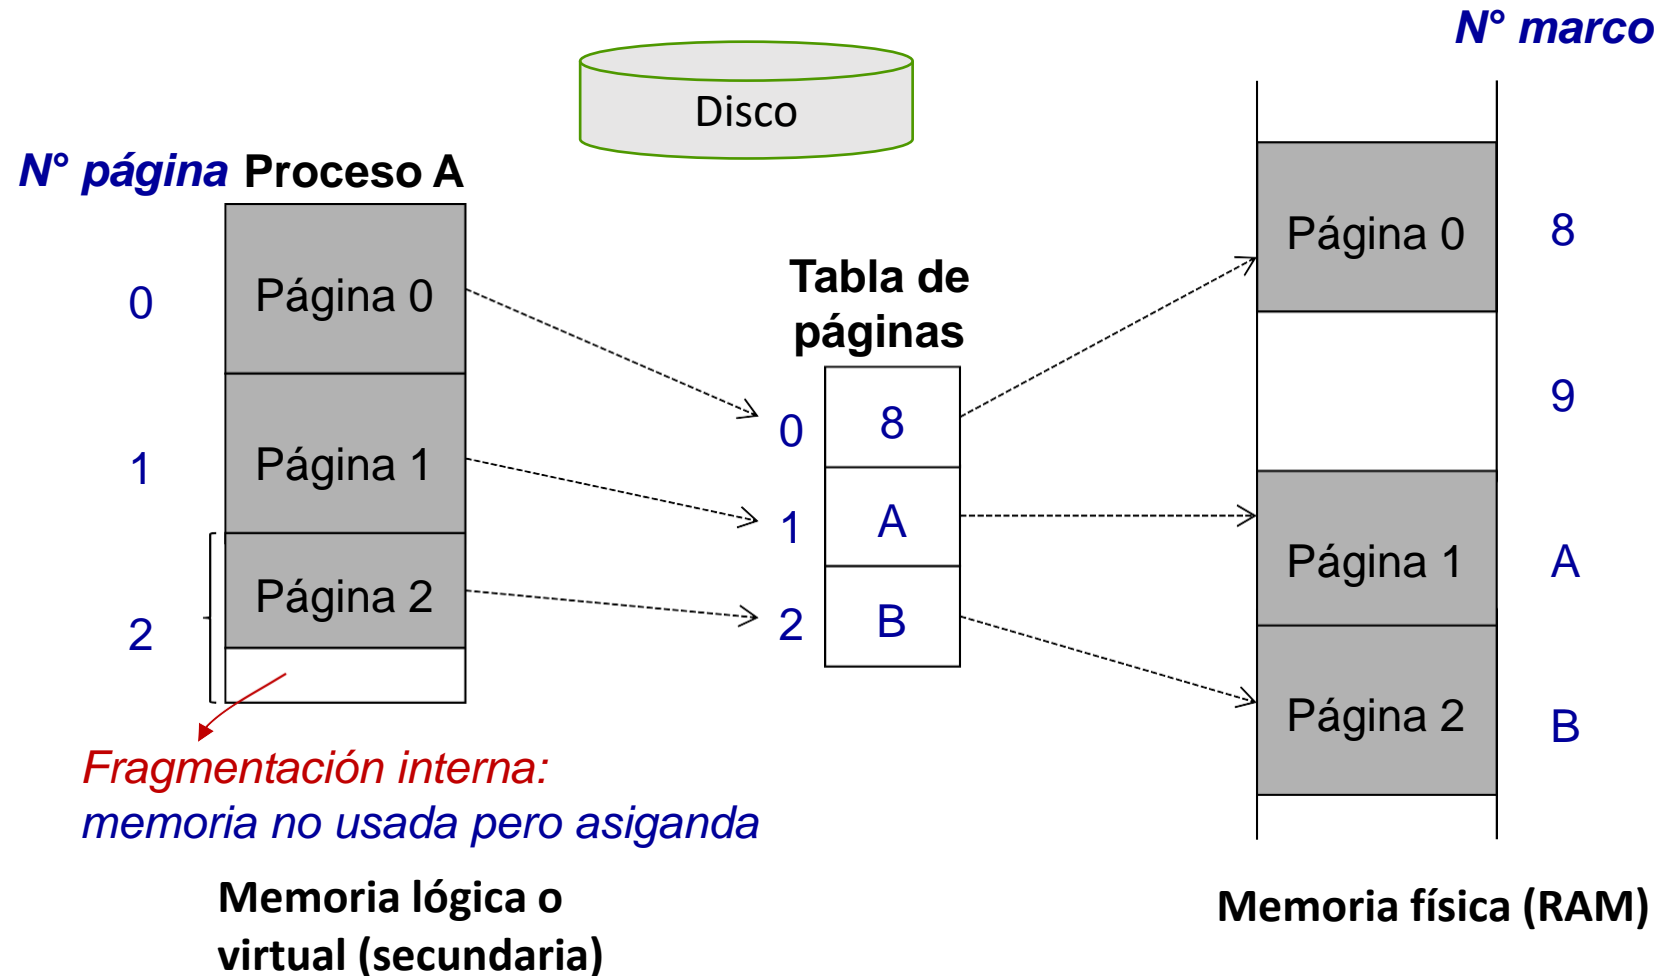 N° marco
Disco
N° página Proceso A
Página 0
8
0
Página 0
Tabla de
páginas
9
0
8
1
Página 1
1
A
Página 1
A
2
Página 2
2
B
Página 2
B
Fragmentación interna:
memoria no usada pero asiganda
Memoria lógica o
virtual (secundaria)
Memoria física (RAM)